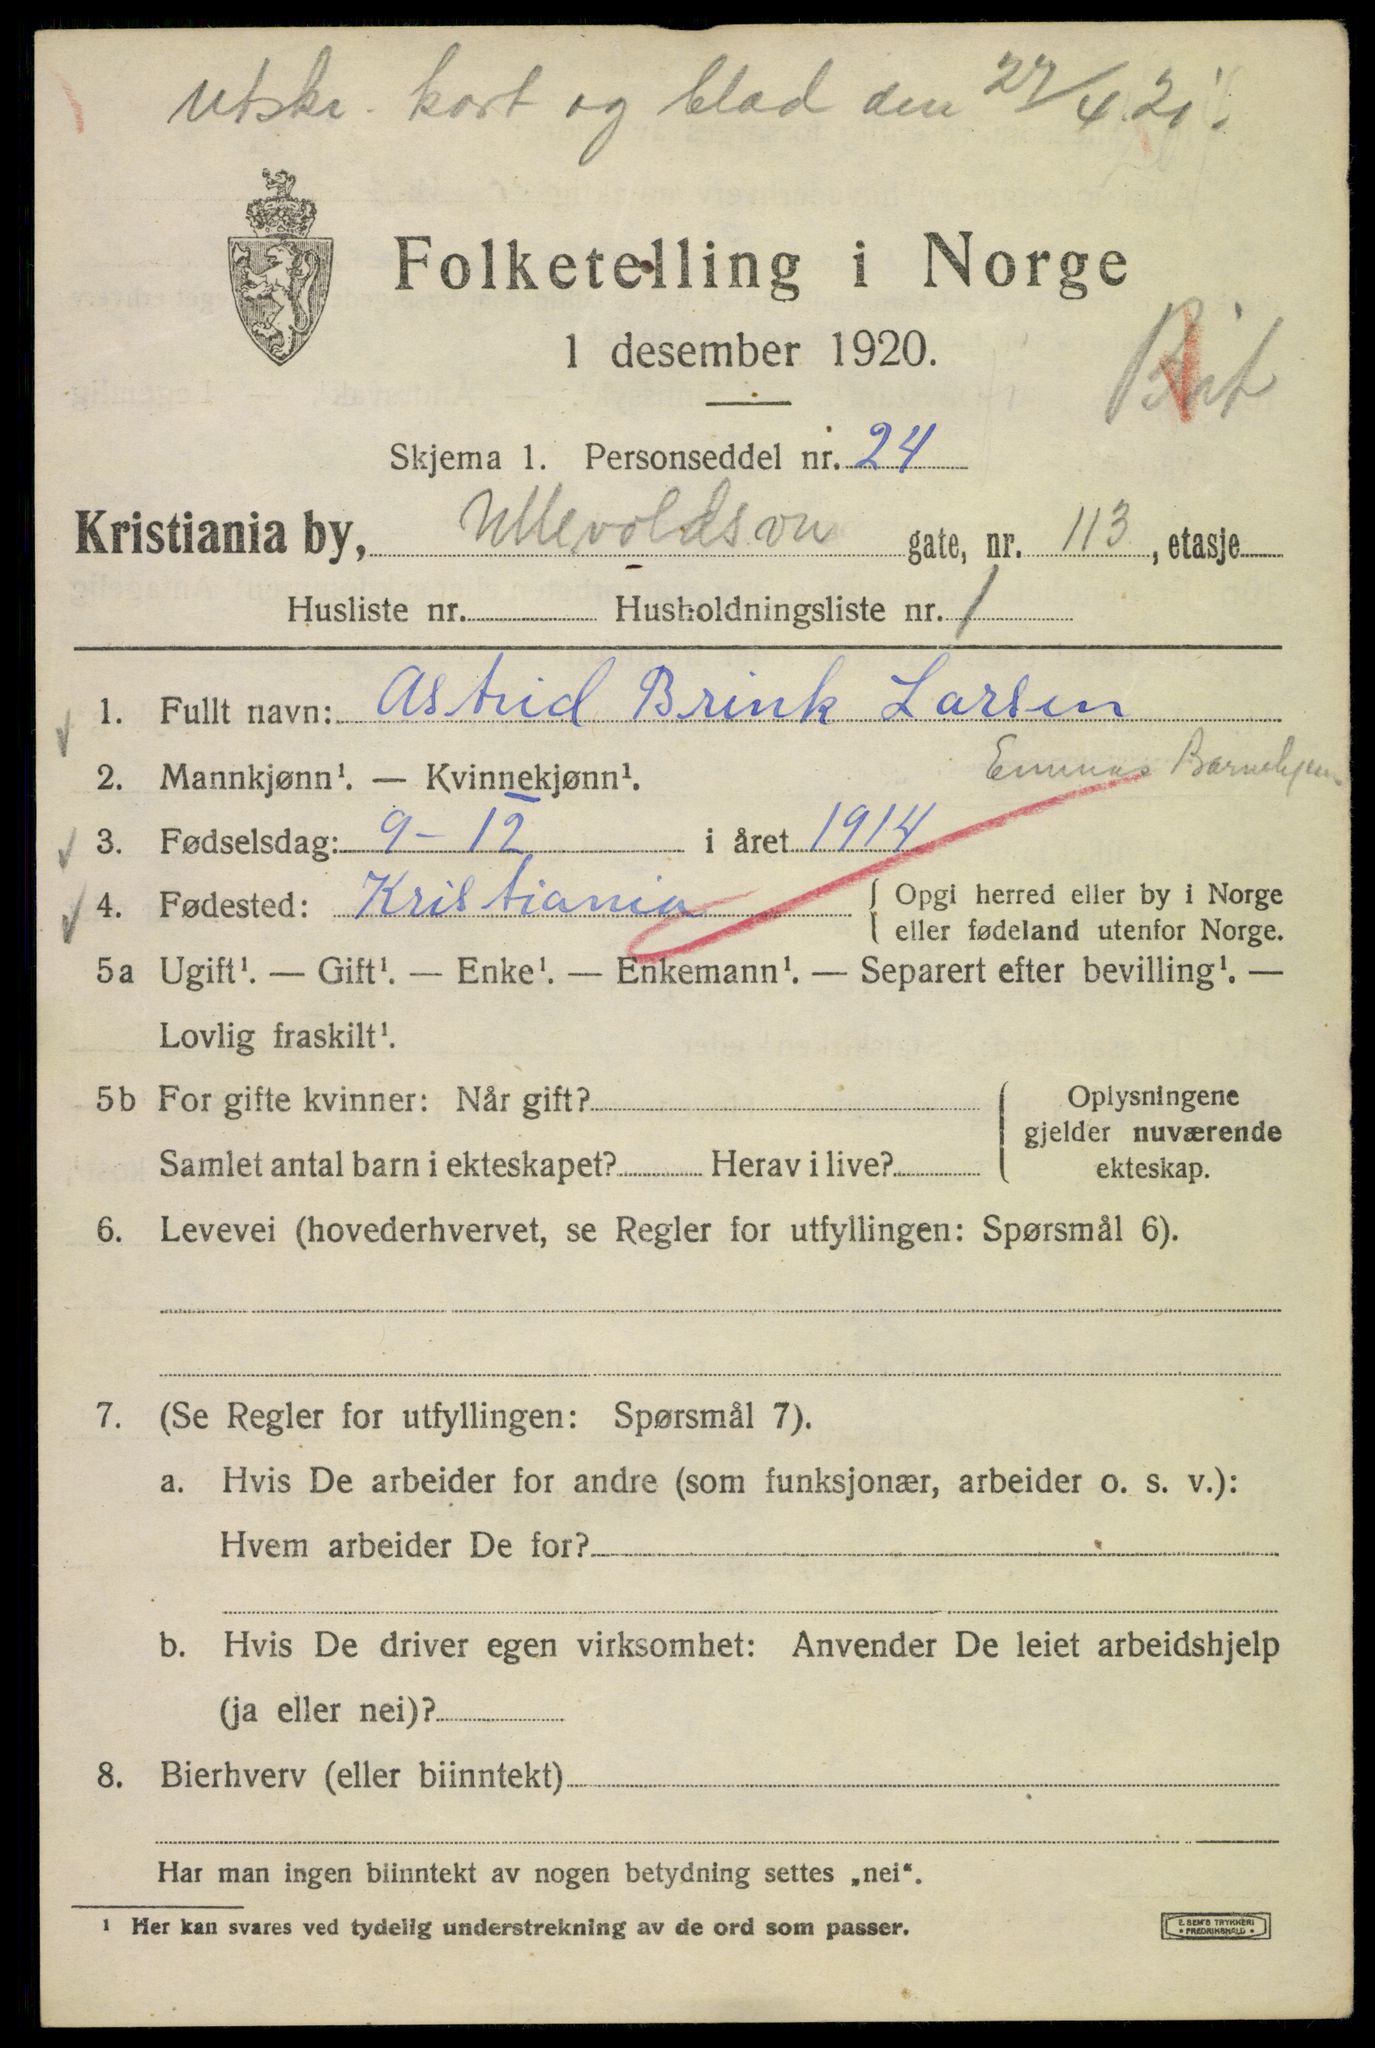 utskr. kort og blad den 27/4.21.
Folketelling i Norge
1 desember 1920.
Skjema 1. Personseddel nr. 24
Kristiania by, Ullevoldsvn gate, nr. 113, etasje
Husliste nr. Husholdningsliste nr. 1
1. Fullt navn: Astrid Brink Larsen
2. Mannkjønn¹. — Kvinnekjønn¹.
Emmas Barnehjem
3. Fødselsdag: 9-12 i året 1914
4. Fødested: Kristiania { Opgi herred eller by i Norge
eller fødeland utenfor Norge.
5a Ugift¹. — Gift¹. — Enke¹. — Enkemann¹. — Separert efter bevilling¹. —
Lovlig fraskilt¹.
5b For gifte kvinner: Når gift?
Samlet antal barn i ekteskapet? Herav i live?
Oplysningene
gjelder nuværende
ekteskap.
6. Levevei (hovederhvervet, se Regler for utfyllingen: Spørsmål 6).
7. (Se Regler for utfyllingen: Spørsmål 7).
a. Hvis De arbeider for andre (som funksjonær, arbeider o. s. v.):
Hvem arbeider De for?
b. Hvis De driver egen virksomhet: Anvender De leiet arbeidshjelp
(ja eller nei)?
8. Bierhverv (eller biinntekt)
Har man ingen biinntekt av nogen betydning settes „nei“.
¹ Her kan svares ved tydelig understrekning av de ord som passer.
E. SEM'S TRYKKERI
FREDRIKSHALD